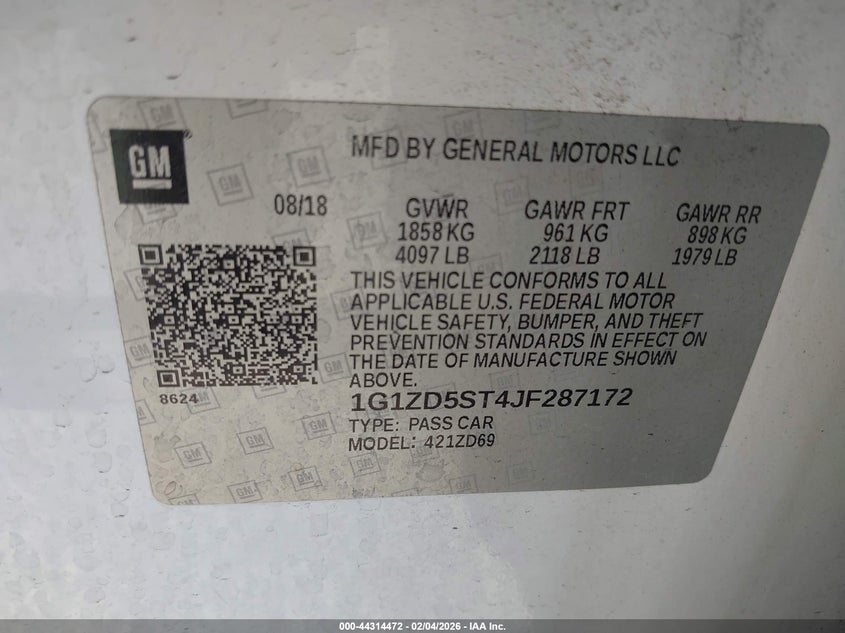 GM
MFD BY GENERAL MOTORS LLC
08/18
GVWR
1858 KG
4097 LB
GAWR FRT
961 KG
2118 LB
GAWR RR
898 KG
1979 LB
THIS VEHICLE CONFORMS TO ALL
APPLICABLE U.S. FEDERAL MOTOR
VEHICLE SAFETY, BUMPER, AND THEFT
PREVENTION STANDARDS IN EFFECT ON
THE DATE OF MANUFACTURE SHOWN
ABOVE.
8624
1G1ZD5ST4JF287172
TYPE: PASS CAR
MODEL: 421ZD69
000-44314472 - 02/04/2026 - IAA Inc.